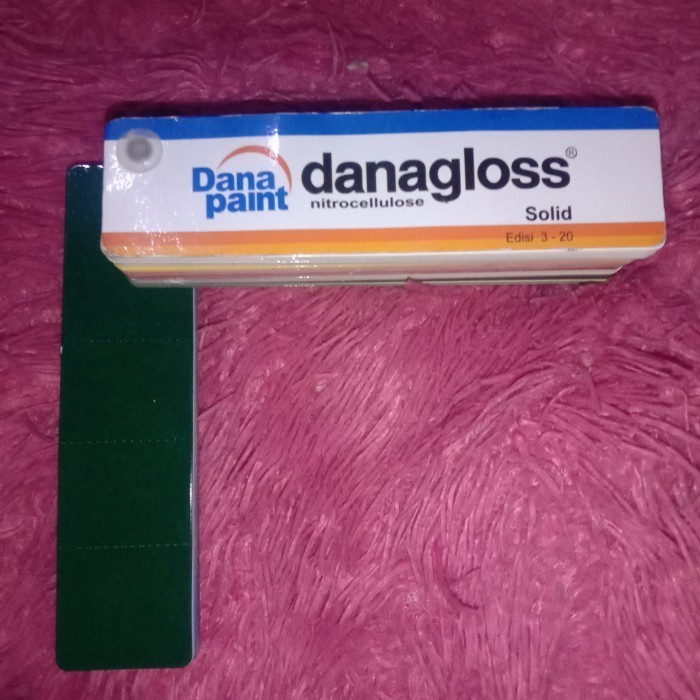 Dana
paint
danagloss®
nitrocellulose
Solid
Edisi 3 - 20